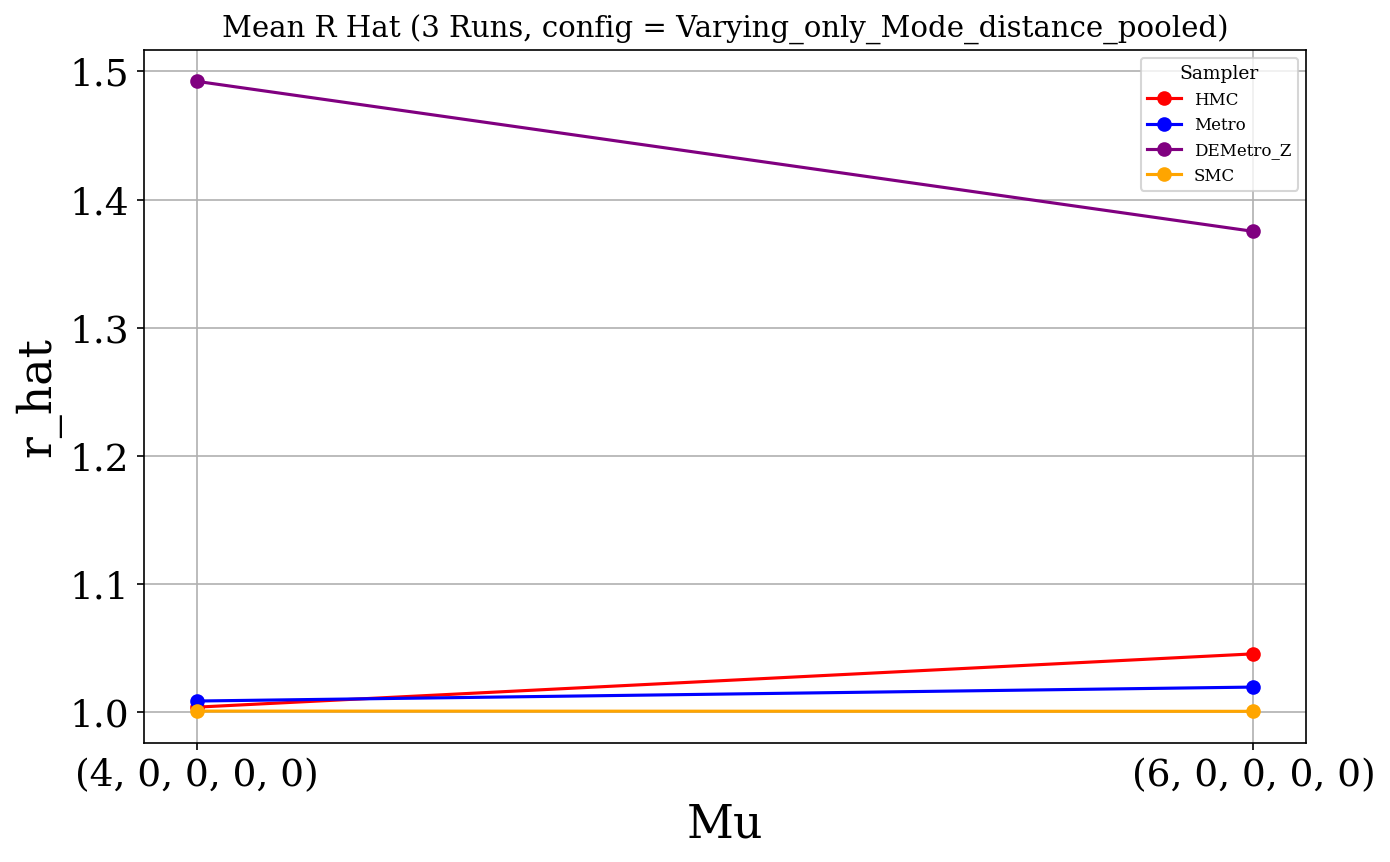 Mean R Hat (3 Runs, config = Varying_only_Mode_distance_pooled)
1.5
1.4
1.3
1.2
1.1
1.0
r_hat
Sampler
HMC
Metro
DEMetro_Z
SMC
(4, 0, 0, 0, 0)
(6, 0, 0, 0, 0)
Mu